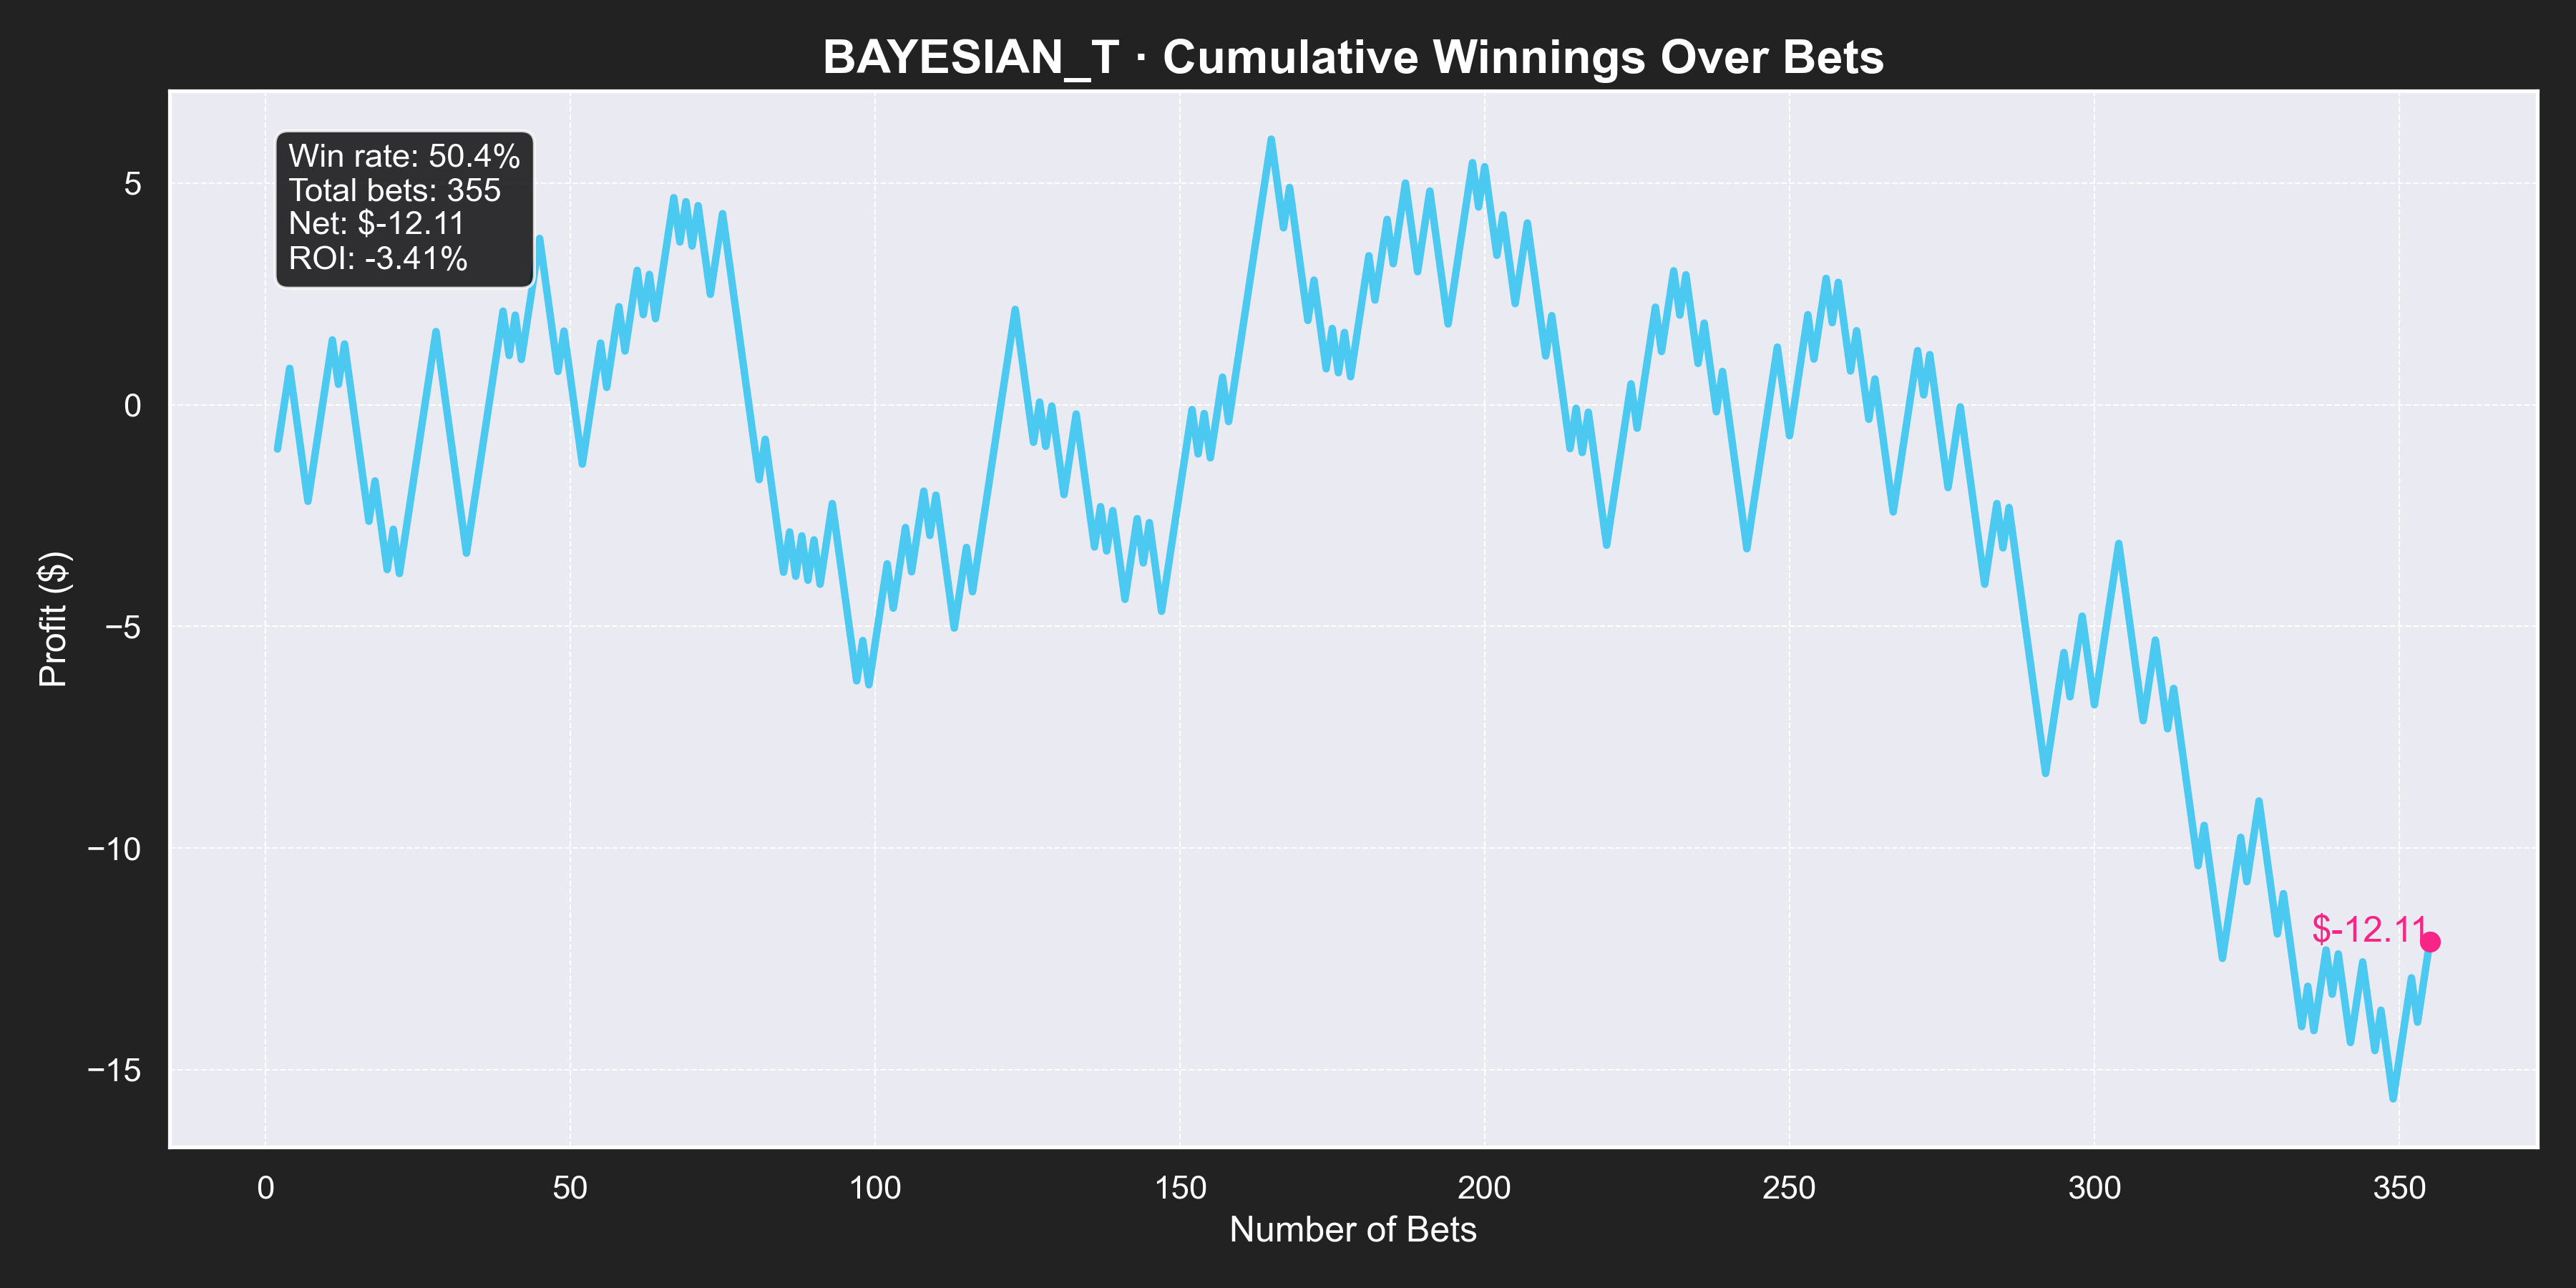 BAYESIAN_T · Cumulative Winnings Over Bets
Win rate: 50.4%
Total bets: 355
Net: $-12.11
ROI: -3.41%
5
0
−5
−10
−15
Profit ($)
$-12.11
0 50 100 150 200 250 300 350
Number of Bets